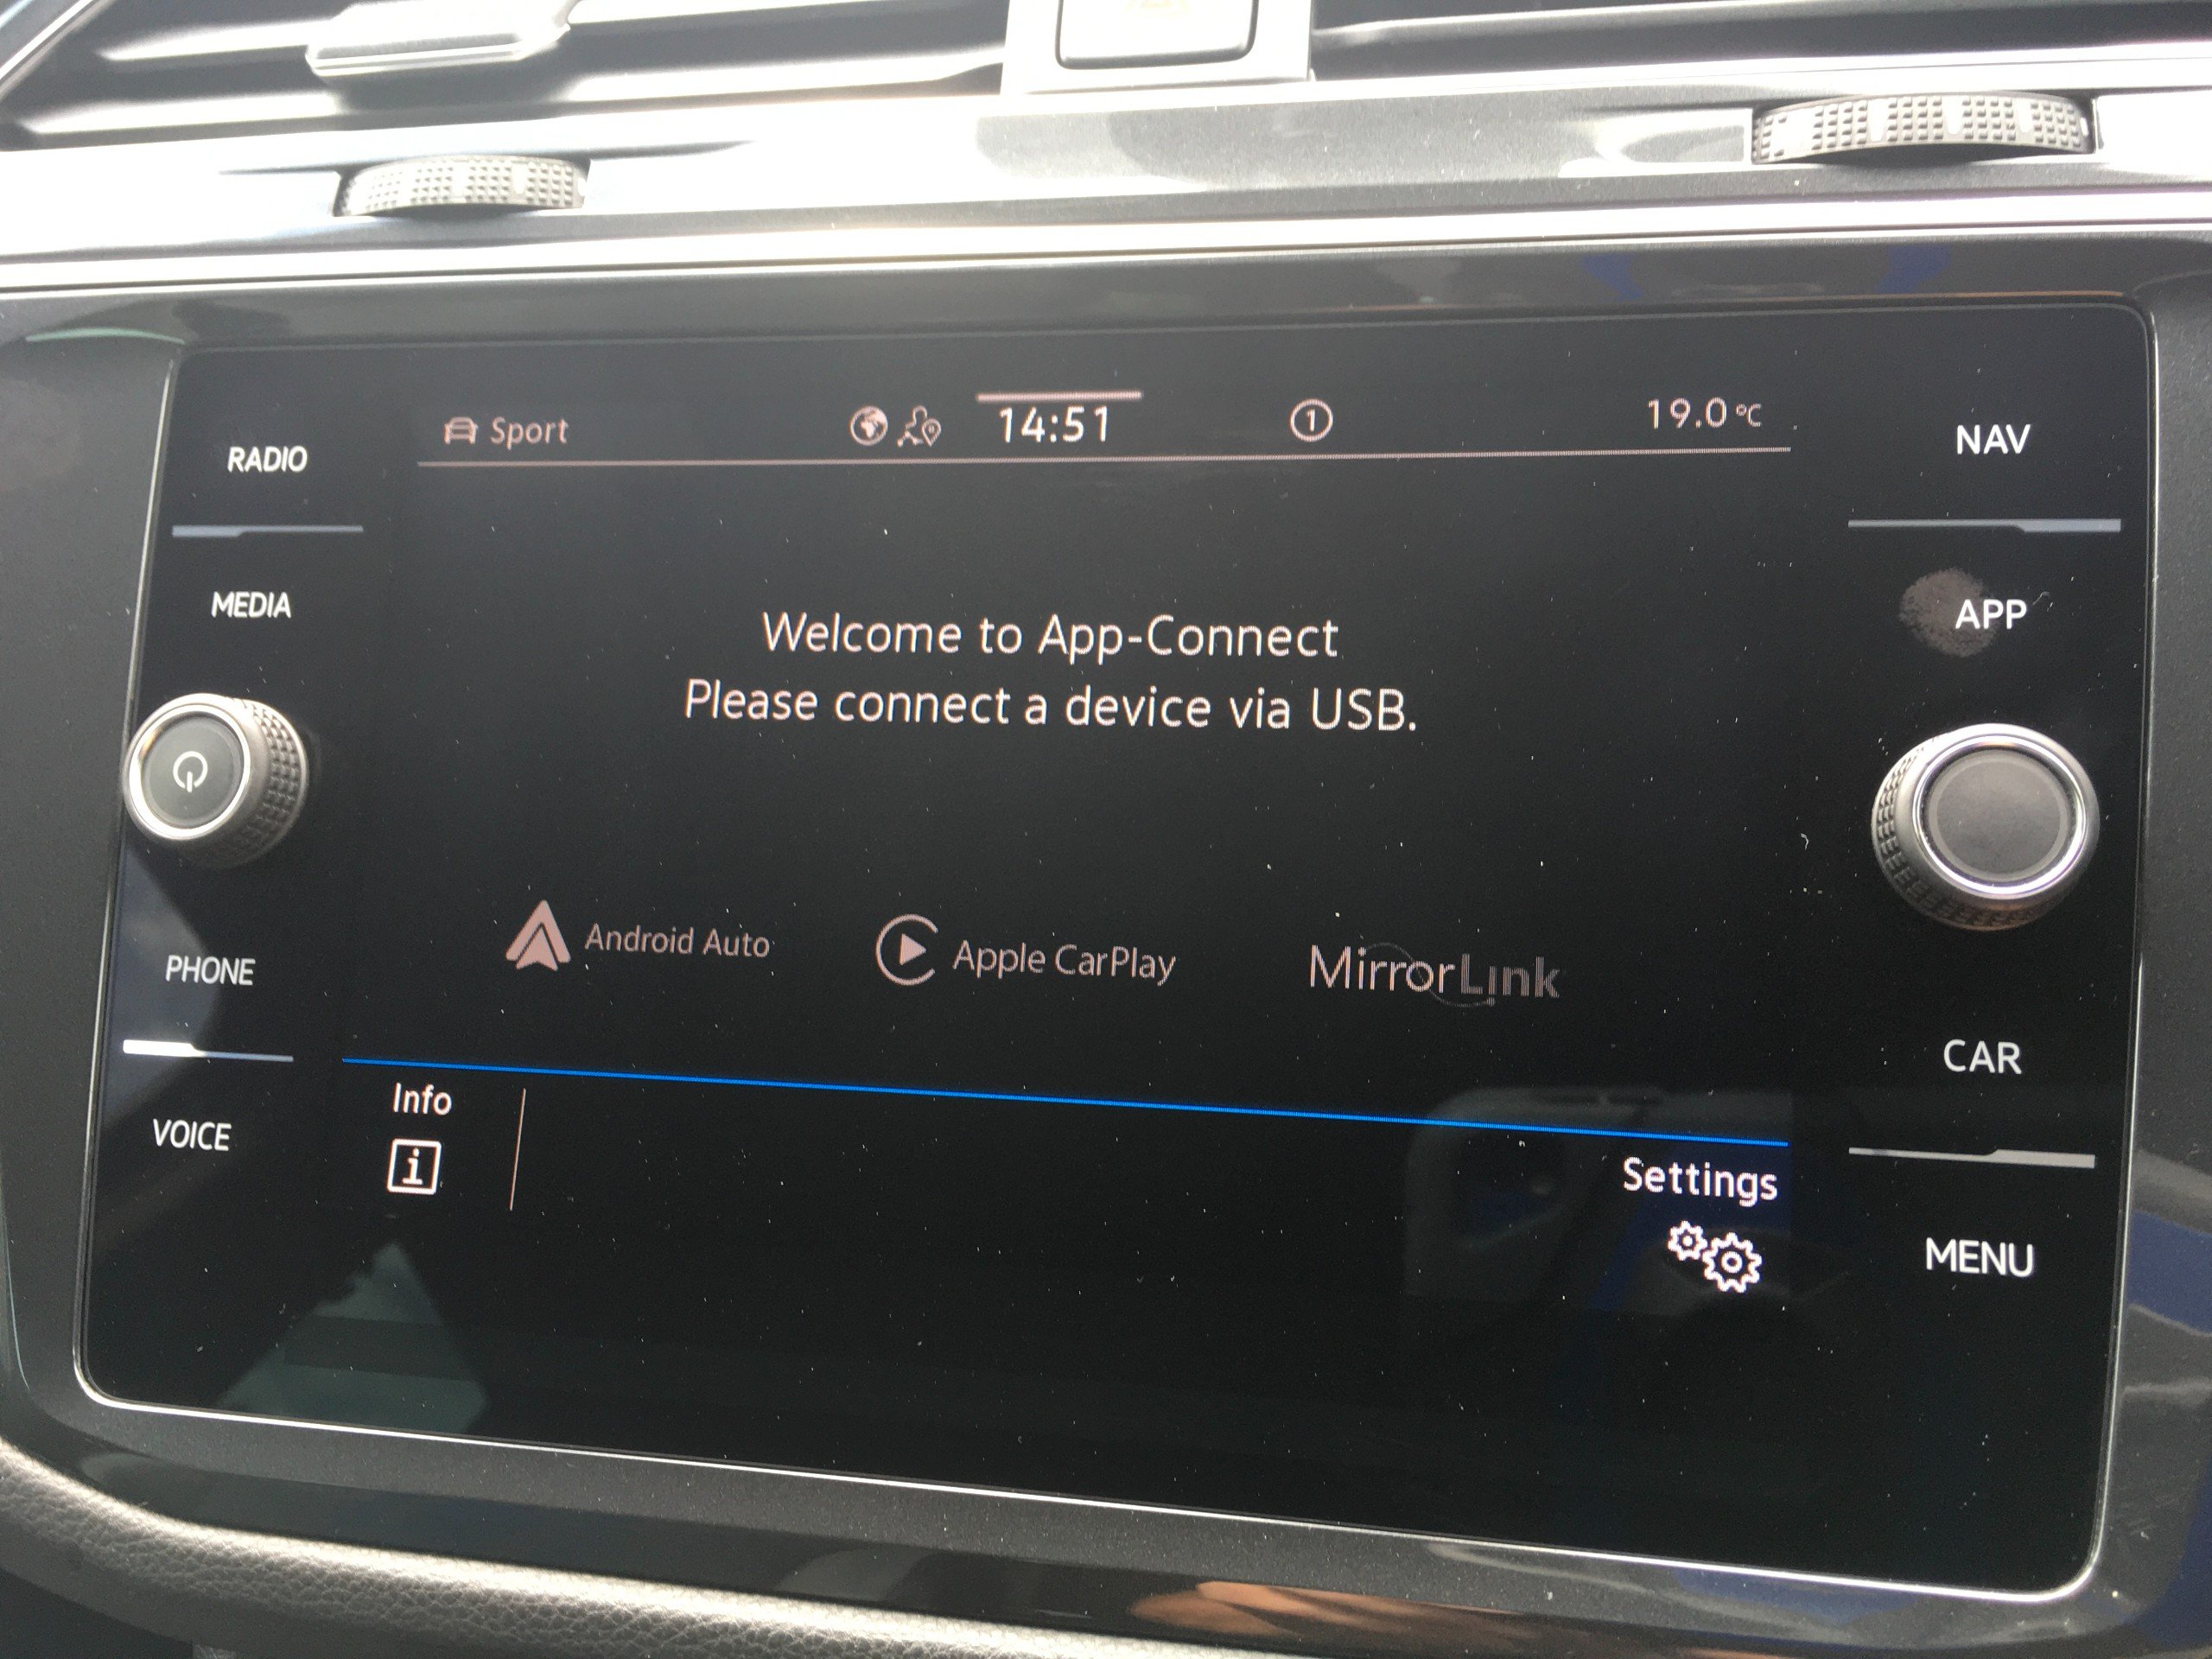 Sport 14:51 1 19.0°C
RADIO
MEDIA
PHONE
VOICE
Welcome to App-Connect
Please connect a device via USB.
Android Auto Apple CarPlay MirrorLink
Info
i
Settings
NAV
APP
CAR
MENU